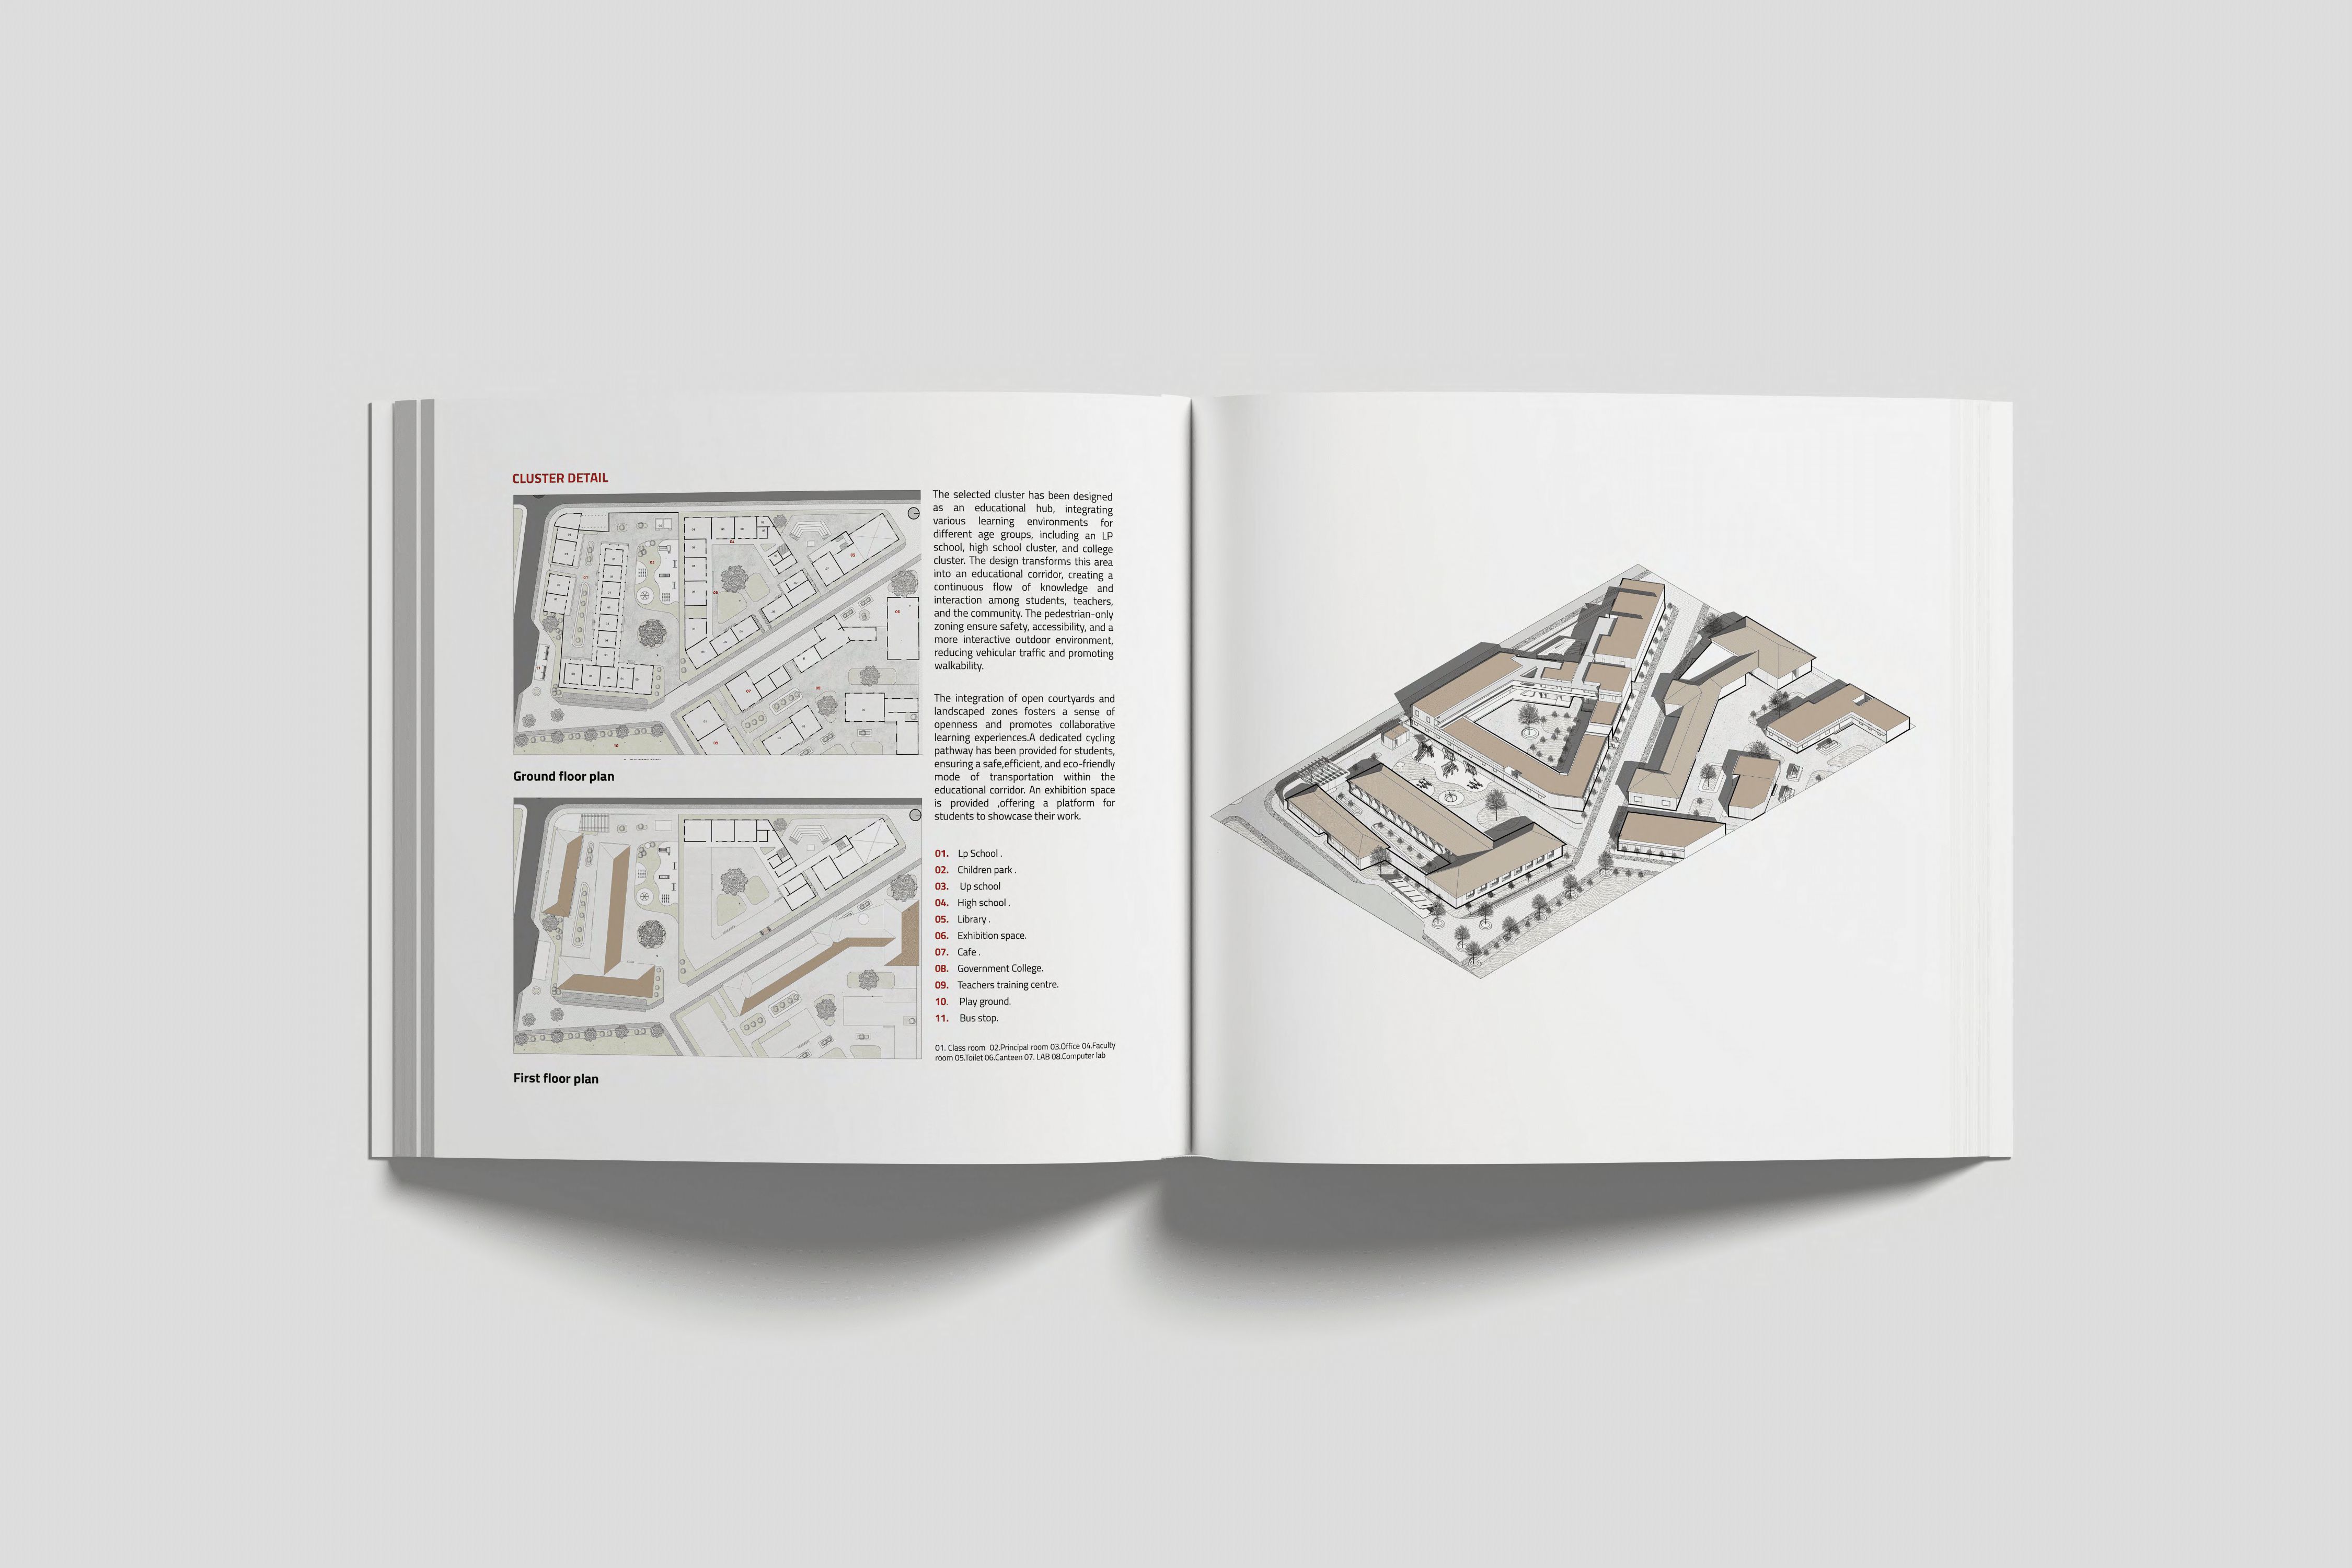 CLUSTER DETAIL
Ground floor plan
First floor plan
The selected cluster has been designed
as an educational hub, integrating
various learning environments for
different age groups, including an LP
school, high school cluster, and college
cluster. The design transforms this area
into an educational corridor, creating a
continuous flow of knowledge and
interaction among students, teachers,
and the community. The pedestrian-only
zoning ensure safety, accessibility, and a
more interactive outdoor environment,
reducing vehicular traffic and promoting
walkability.
The integration of open courtyards and
landscaped zones fosters a sense of
openness and promotes collaborative
learning experiences.A dedicated cycling
pathway has been provided for students,
ensuring a safe,efficient, and eco-friendly
mode of transportation within the
educational corridor. An exhibition space
is provided ,offering a platform for
students to showcase their work.
01. Lp School .
02. Children park .
03. Up school
04. High school .
05. Library .
06. Exhibition space.
07. Cafe .
08. Government College.
09. Teachers training centre.
10. Play ground.
11. Bus stop.
01. Class room 02.Principal room 03.Office 04.Faculty
room 05.Toilet 06.Canteen 07. LAB 08.Computer lab